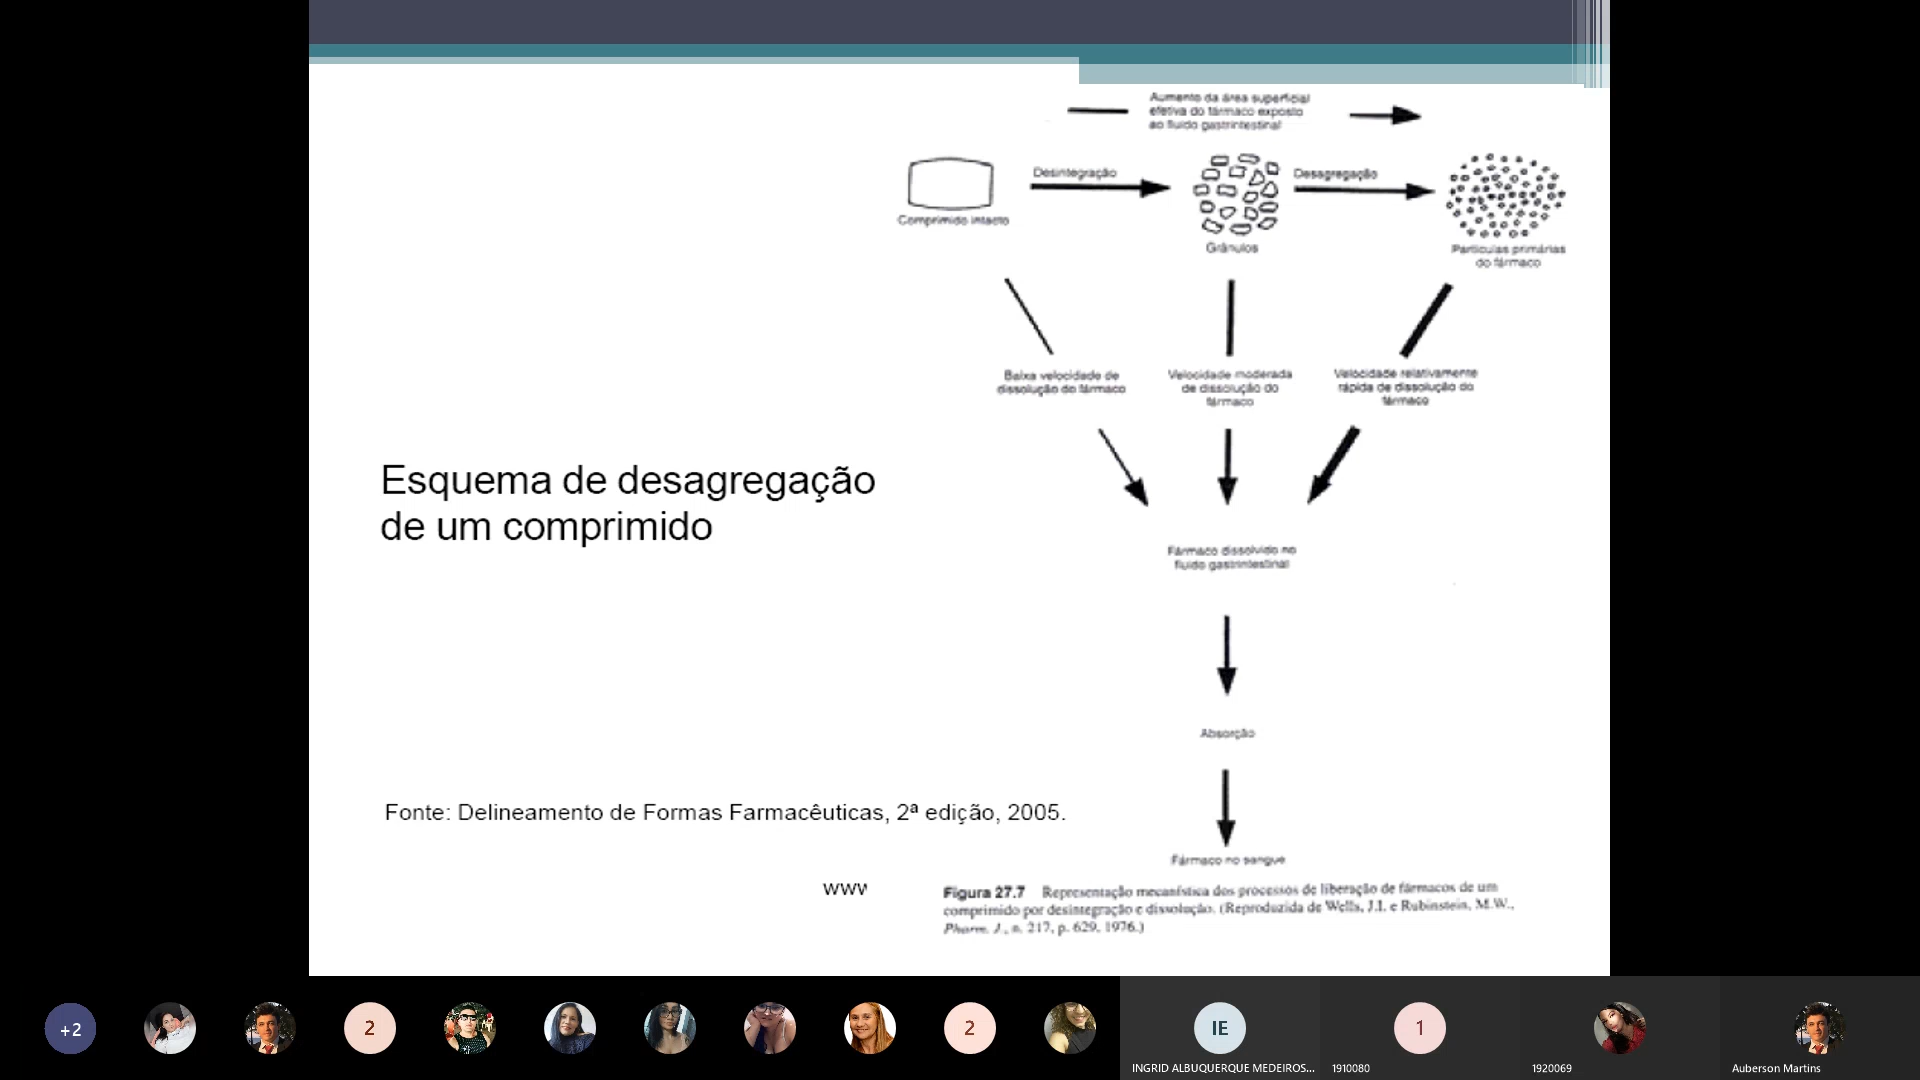 Aumento da área superficial
efetiva do fármaco exposto
ao fluido gastrintestinal
Desintegração
Desagregação
Comprimido intacto
Grânulos
Partículas primárias
do fármaco
Baixa velocidade de
dissolução do fármaco
Velocidade moderada
de dissolução do
fármaco
Velocidade relativamente
rápida de dissolução do
fármaco
Esquema de desagregação
de um comprimido
Fármaco dissolvido no
fluido gastrintestinal
Absorção
Fonte: Delineamento de Formas Farmacêuticas, 2ª edição, 2005.
Fármaco no sangue
www
Figura 27.7 Representação mecanística dos processos de liberação de fármacos de um
comprimido por desintegração e dissolução. (Reproduzida de Wells, J.I. e Rubinstein, M.W.,
Pharm. J., n. 217, p. 629, 1976.)
+2
2
2
IE
1
INGRID ALBUQUERQUE MEDEIROS...
1910080
1920069
Auberson Martins